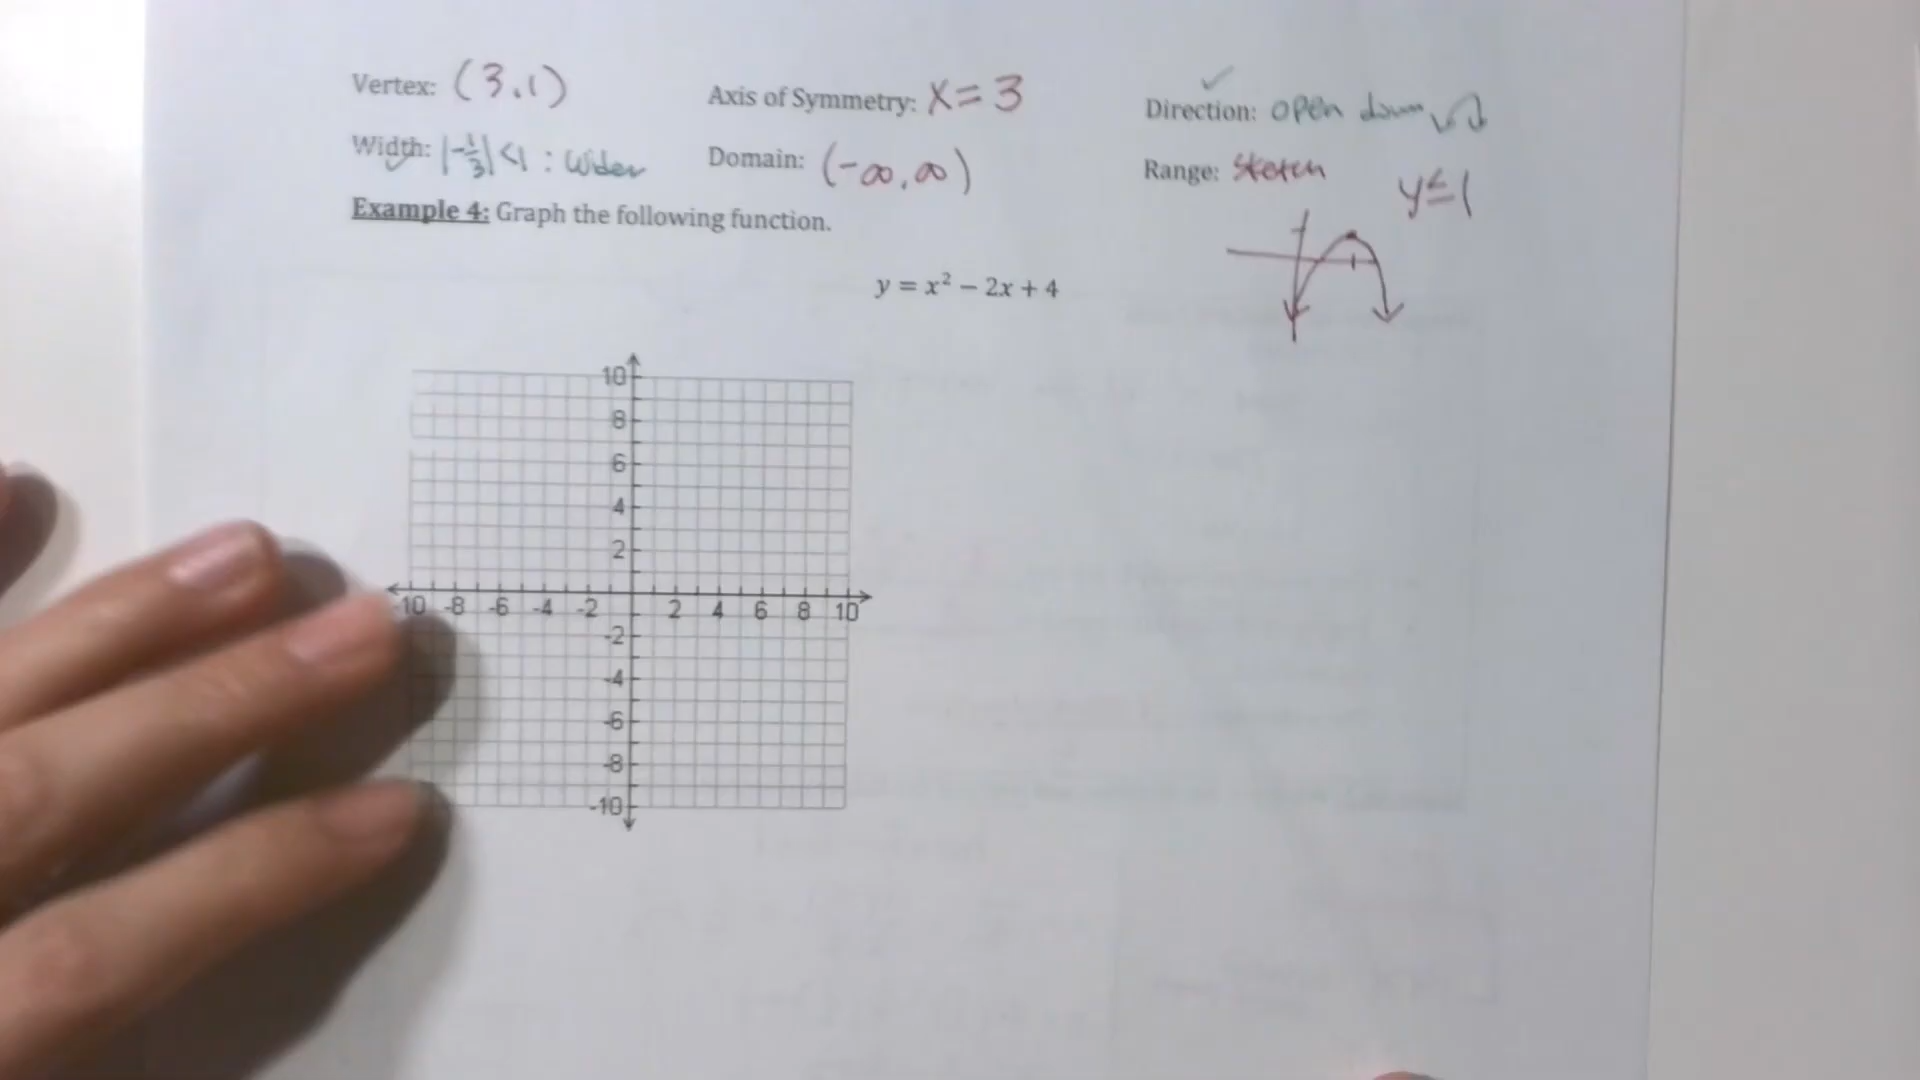 Vertex: (3,1) Axis of Symmetry: x=3 Direction: open down
Width: |-1/3|<1 : Wider Domain: (-∞,∞) Range: Sketch y≤1
Example 4: Graph the following function.
y = x² − 2x + 4
10
8
6
4
2
-10 -8 -6 -4 -2 2 4 6 8 10
-2
-4
-6
-8
-10